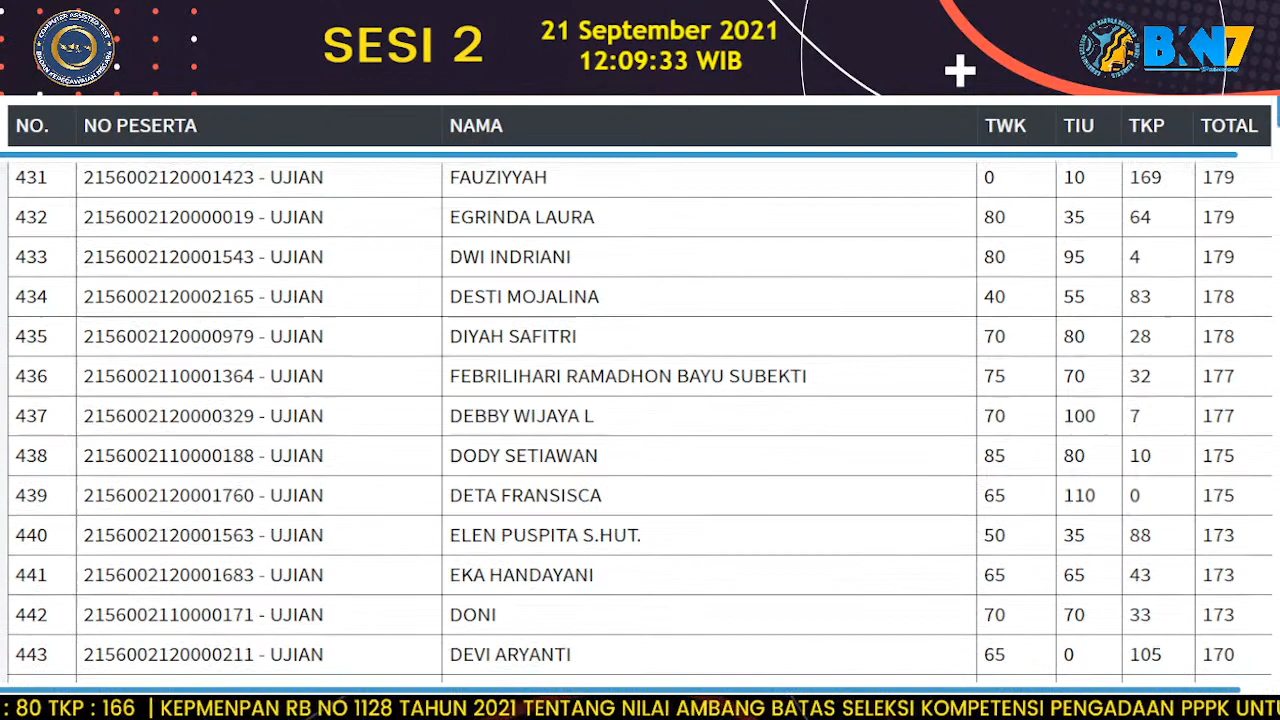 COMPUTER ASSISTED TEST
BADAN KEPEGAWAIAN NEGARA
SESI 2
21 September 2021
12:09:33 WIB
BKN7
NO. NO PESERTA NAMA TWK TIU TKP TOTAL
431 2156002120001423 - UJIAN FAUZIYYAH 0 10 169 179
432 2156002120000019 - UJIAN EGRINDA LAURA 80 35 64 179
433 2156002120001543 - UJIAN DWI INDRIANI 80 95 4 179
434 2156002120002165 - UJIAN DESTI MOJALINA 40 55 83 178
435 2156002120000979 - UJIAN DIYAH SAFITRI 70 80 28 178
436 2156002110001364 - UJIAN FEBRILIHARI RAMADHON BAYU SUBEKTI 75 70 32 177
437 2156002120000329 - UJIAN DEBBY WIJAYA L 70 100 7 177
438 2156002110000188 - UJIAN DODY SETIAWAN 85 80 10 175
439 2156002120001760 - UJIAN DETA FRANSISCA 65 110 0 175
440 2156002120001563 - UJIAN ELEN PUSPITA S.HUT. 50 35 88 173
441 2156002120001683 - UJIAN EKA HANDAYANI 65 65 43 173
442 2156002110000171 - UJIAN DONI 70 70 33 173
443 2156002120000211 - UJIAN DEVI ARYANTI 65 0 105 170
: 80 TKP : 166 | KEPMENPAN RB NO 1128 TAHUN 2021 TENTANG NILAI AMBANG BATAS SELEKSI KOMPETENSI PENGADAAN PPPK UNTU